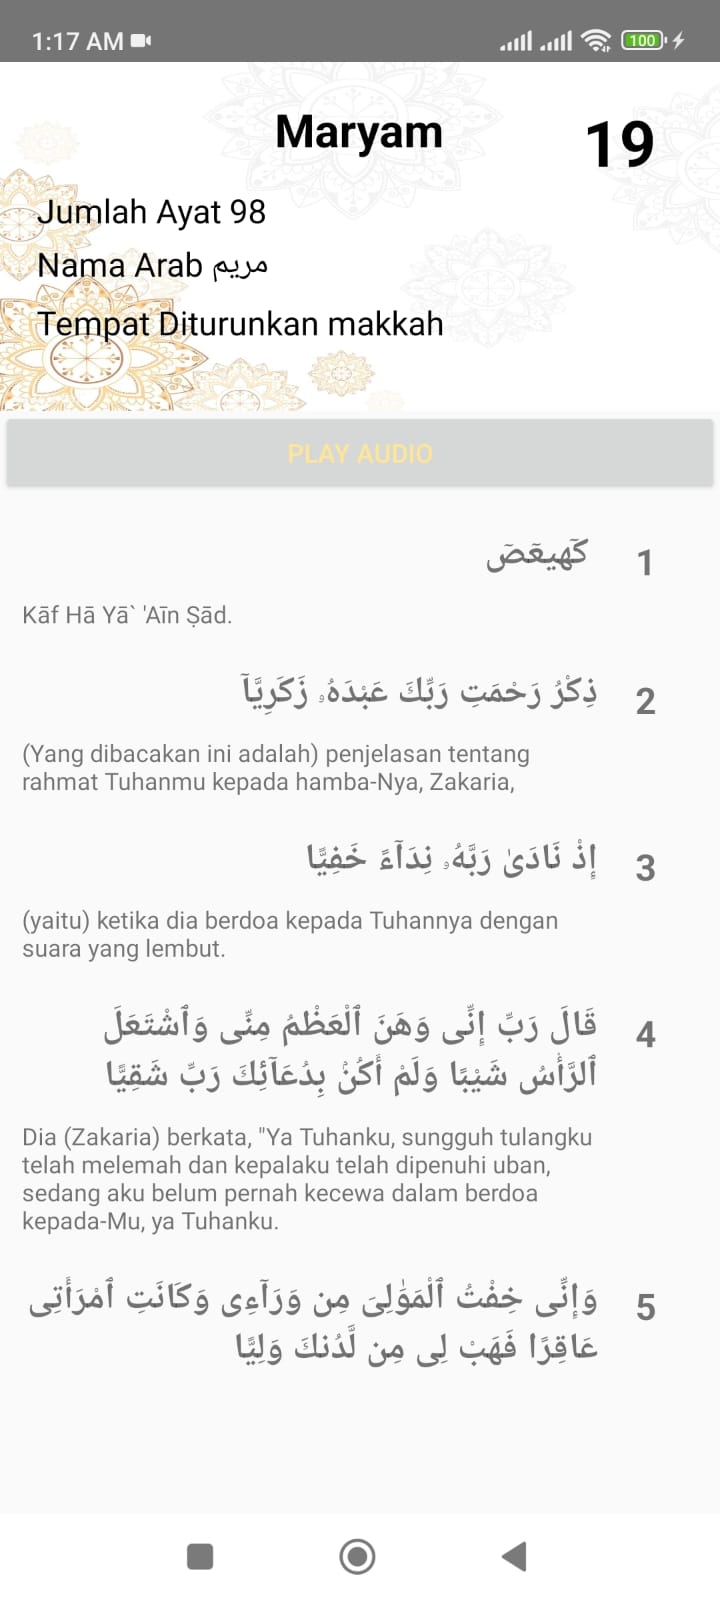 1:17 AM
100
Maryam
19
Jumlah Ayat 98
Nama Arab مريم
Tempat Diturunkan makkah
PLAY AUDIO
كٓهيعٓصٓ 1
Kāf Hā Yā` 'Aīn Ṣād.
ذِكْرُ رَحْمَتِ رَبِّكَ عَبْدَهُۥ زَكَرِيَّآ 2
(Yang dibacakan ini adalah) penjelasan tentang
rahmat Tuhanmu kepada hamba-Nya, Zakaria,
إِذْ نَادَىٰ رَبَّهُۥ نِدَآءً خَفِيًّا 3
(yaitu) ketika dia berdoa kepada Tuhannya dengan
suara yang lembut.
قَالَ رَبِّ إِنِّى وَهَنَ ٱلْعَظْمُ مِنِّى وَٱشْتَعَلَ 4
ٱلرَّأْسُ شَيْبًا وَلَمْ أَكُنۢ بِدُعَآئِكَ رَبِّ شَقِيًّا
Dia (Zakaria) berkata, "Ya Tuhanku, sungguh tulangku
telah melemah dan kepalaku telah dipenuhi uban,
sedang aku belum pernah kecewa dalam berdoa
kepada-Mu, ya Tuhanku.
وَإِنِّى خِفْتُ ٱلْمَوَٰلِىَ مِن وَرَآءِى وَكَانَتِ ٱمْرَأَتِى 5
عَاقِرًا فَهَبْ لِى مِن لَّدُنكَ وَلِيًّا